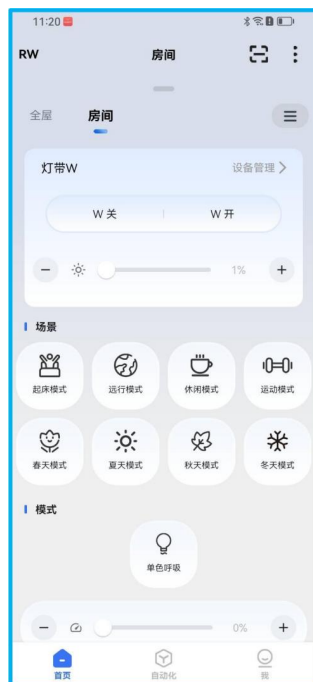 11:20
RW 房间
全屋 房间
灯带W 设备管理
W 关 W 开
1%
场景
起床模式 远行模式 休闲模式 运动模式
春天模式 夏天模式 秋天模式 冬天模式
模式
单色呼吸
0%
首页 自动化 我